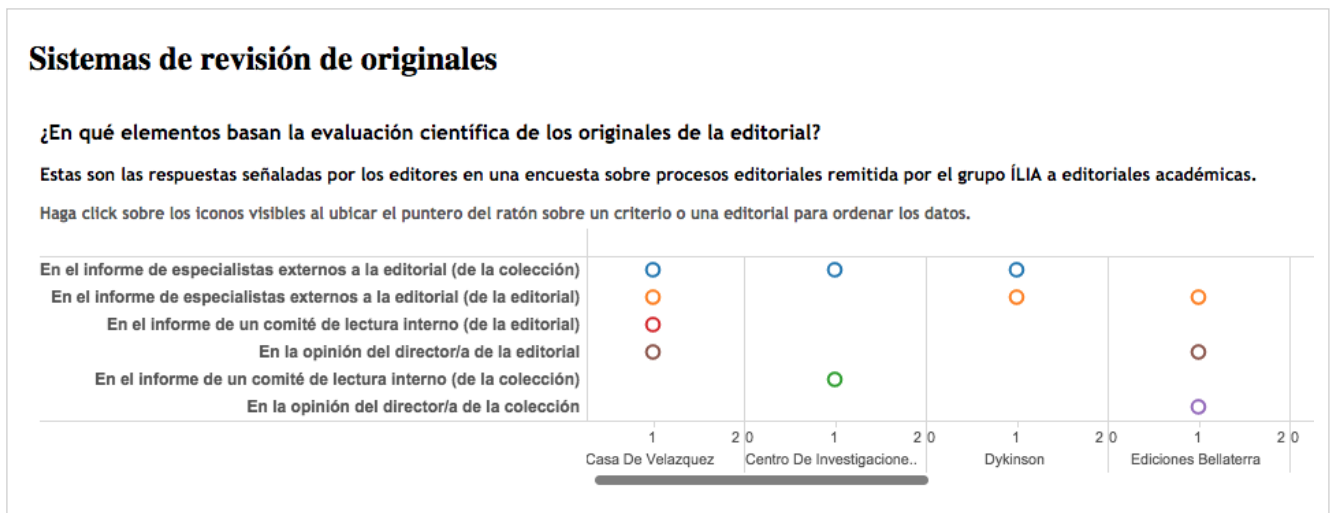 Sistemas de revisión de originales
¿En qué elementos basan la evaluación científica de los originales de la editorial?
Estas son las respuestas señaladas por los editores en una encuesta sobre procesos editoriales remitida por el grupo ÍLIA a editoriales académicas.
Haga click sobre los iconos visibles al ubicar el puntero del ratón sobre un criterio o una editorial para ordenar los datos.
En el informe de especialistas externos a la editorial (de la colección)
En el informe de especialistas externos a la editorial (de la editorial)
En el informe de un comité de lectura interno (de la editorial)
En la opinión del director/a de la editorial
En el informe de un comité de lectura interno (de la colección)
En la opinión del director/a de la colección
1 2 0 1 2 0 1 2 0 1 2 0
Casa De Velazquez Centro De Investigacione.. Dykinson Ediciones Bellaterra